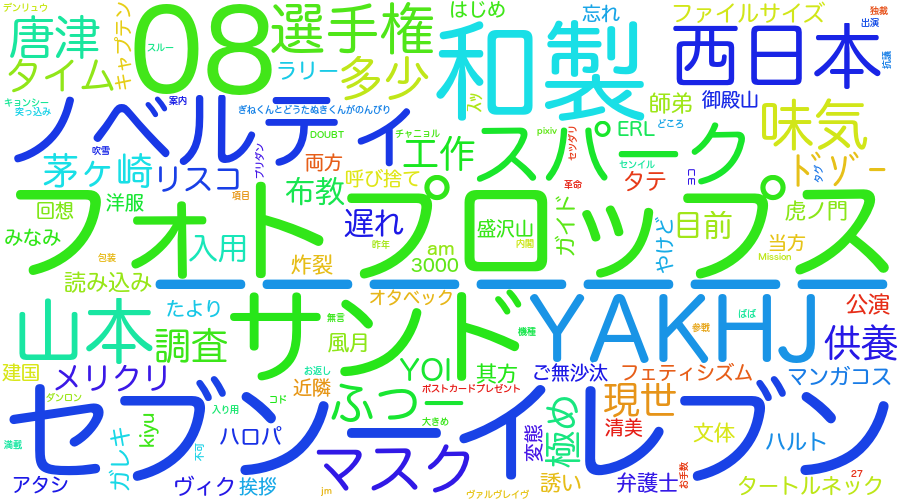 デンリュウ
唐津
タイム
キャプテン
08
スルー
選手権
ラリー
多少
はじめ
和製
忘れ
ファイルサイズ
独裁
出演
抗議
西日本
御殿山
師弟
味気
キョンシー
突っ込み
案内
ぎねくんとどうたぬきくんがのんびり
ノベルティ
吹雪
DOUBT
チャニョル
スッ
pixiv
セッダリ
ERL
どころ
工作
スパーク
センイル
ドゾー
タグ
ヨコ
茅ヶ崎
リスコ
プリダン
両方
布教
呼び捨て
革命
タテ
項目
洋服
回想
みなみ
フォトプロップス
入用
遅れ
盛沢山
内閣
ガイド
目前
虎ノ門
やけど
当方
Mission
昨年
am
3000
炸裂
包装
読み込み
____________
山本
たより
オタベック
サンド
YAKHJ
公演
無言
機種
ばば
参戦
調査
風月
供養
YOI
其方
ご無沙汰
フェティシズム
マンガコス
建国
メリクリ
お返し
近隣
ポストカードプレゼント
セブン-イレブン
ふつー
現世
ダンロン
入り用
コド
大きめ
清美
文体
ハルト
満載
ガレキ
kiyu
ハロパ
不可
マスク
変態
極め
アタシ
ヴィク
挨拶
jm
ヴァルヴレイヴ
誘い
弁護士
お手数
タートルネック
27